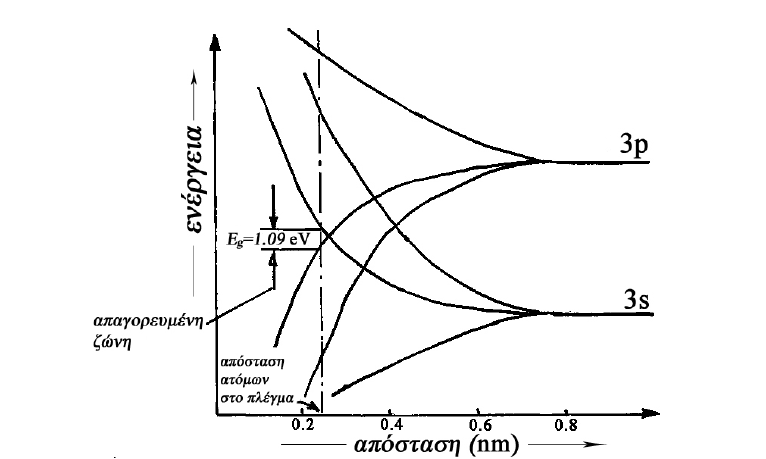 3p
ενέργεια
Eg=1.09 eV
3s
απαγορευμένη
ζώνη
απόσταση
ατόμων
στο πλέγμα
0.2 0.4 0.6 0.8
απόσταση (nm)